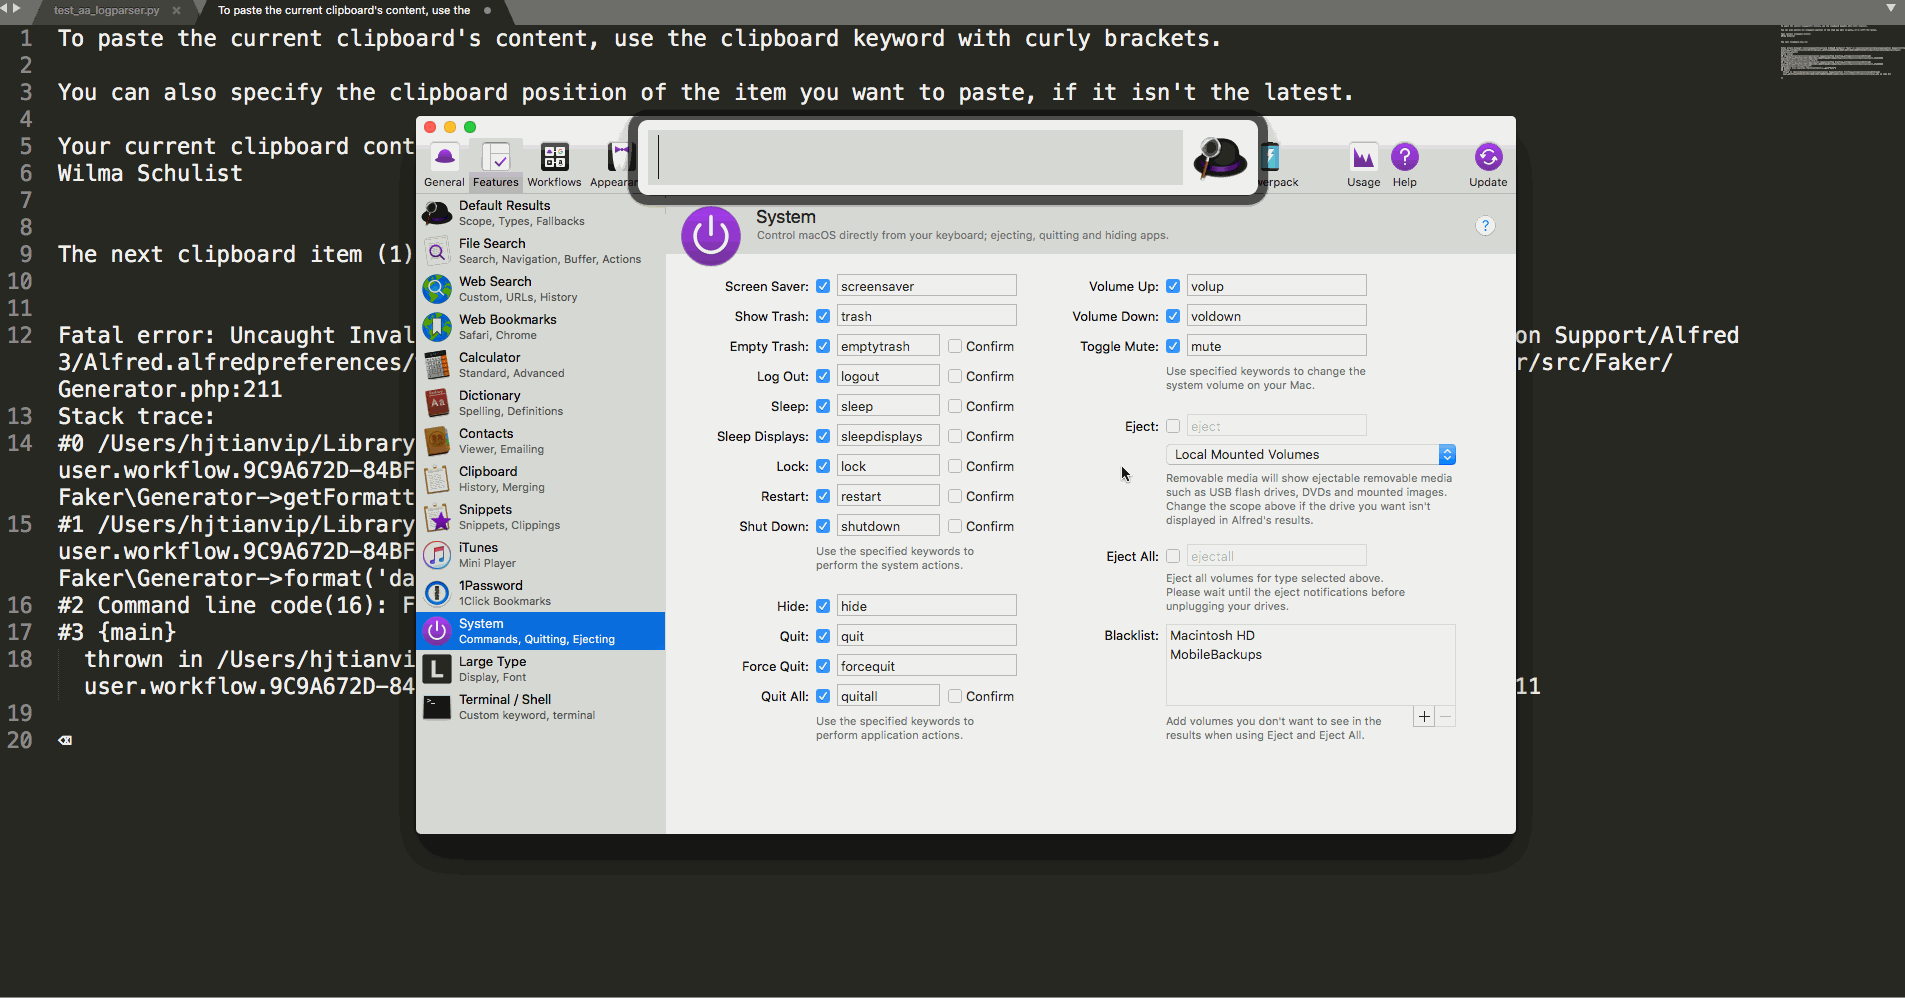 test_aa_logparser.py
To paste the current clipboard's content, use the
1 To paste the current clipboard's content, use the clipboard keyword with curly brackets.
2
3 You can also specify the clipboard position of the item you want to paste, if it isn't the latest.
4
5 Your current clipboard cont
6 Wilma Schulist
7
8
9 The next clipboard item (1)
10
11
12 Fatal error: Uncaught Inval
on Support/Alfred
3/Alfred.alfredpreferences/
r/src/Faker/
Generator.php:211
13 Stack trace:
14 #0 /Users/hjtianvip/Library
user.workflow.9C9A672D-84BF
Faker\Generator->getFormatt
15 #1 /Users/hjtianvip/Library
user.workflow.9C9A672D-84BF
Faker\Generator->format('da
16 #2 Command line code(16): F
17 #3 {main}
18 thrown in /Users/hjtianvi
user.workflow.9C9A672D-84
11
19
20
General
Features
Workflows
Appearan
erpack
Usage
Help
Update
Default Results
Scope, Types, Fallbacks
File Search
Search, Navigation, Buffer, Actions
Web Search
Custom, URLs, History
Web Bookmarks
Safari, Chrome
Calculator
Standard, Advanced
Dictionary
Spelling, Definitions
Contacts
Viewer, Emailing
Clipboard
History, Merging
Snippets
Snippets, Clippings
iTunes
Mini Player
1Password
1Click Bookmarks
System
Commands, Quitting, Ejecting
Large Type
Display, Font
Terminal / Shell
Custom keyword, terminal
System
Control macOS directly from your keyboard; ejecting, quitting and hiding apps.
?
Screen Saver: screensaver
Show Trash: trash
Empty Trash: emptytrash Confirm
Log Out: logout Confirm
Sleep: sleep Confirm
Sleep Displays: sleepdisplays Confirm
Lock: lock Confirm
Restart: restart Confirm
Shut Down: shutdown Confirm
Use the specified keywords to
perform the system actions.
Hide: hide
Quit: quit
Force Quit: forcequit
Quit All: quitall Confirm
Use the specified keywords to
perform application actions.
Volume Up: volup
Volume Down: voldown
Toggle Mute: mute
Use specified keywords to change the
system volume on your Mac.
Eject: eject
Local Mounted Volumes
Removable media will show ejectable removable media
such as USB flash drives, DVDs and mounted images.
Change the scope above if the drive you want isn't
displayed in Alfred's results.
Eject All: ejectall
Eject all volumes for type selected above.
Please wait until the eject notifications before
unplugging your drives.
Blacklist: Macintosh HD
MobileBackups
Add volumes you don't want to see in the
results when using Eject and Eject All.